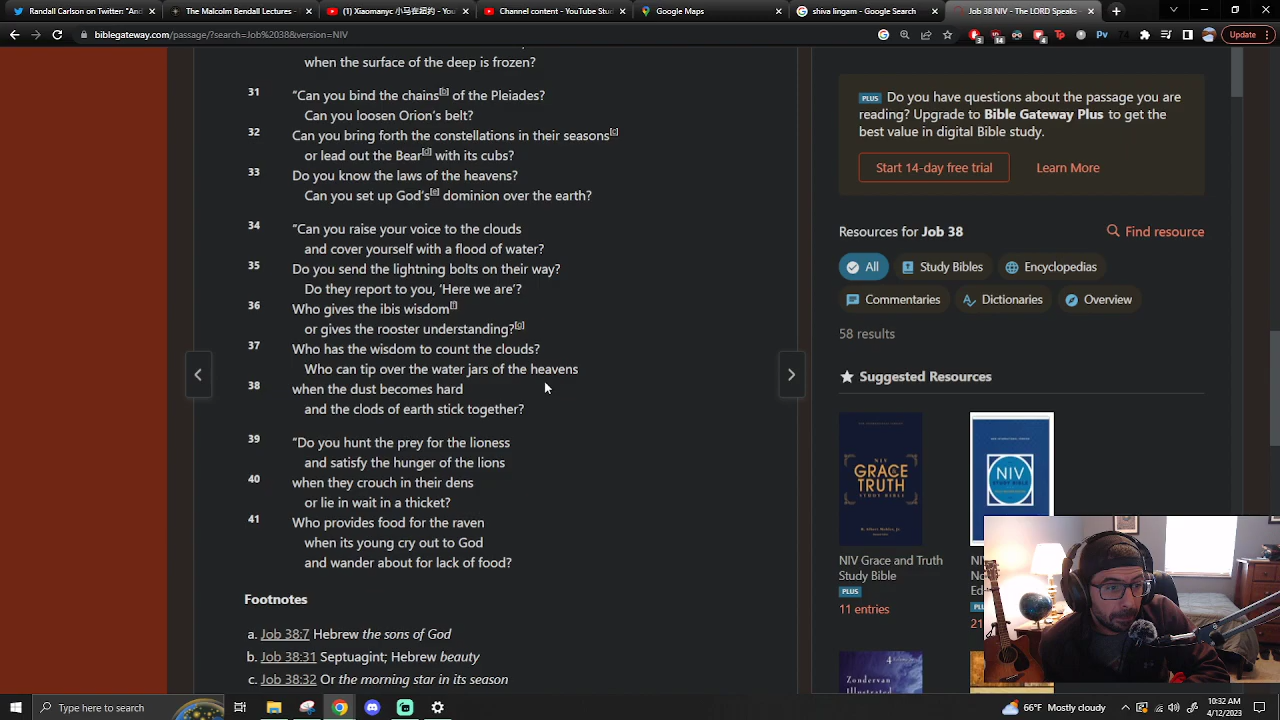 Randall Carlson on Twitter: "And
The Malcolm Bendall Lectures -
(1) Xiaomanyc 小马在纽约 - You
Channel content - YouTube Stu
Google Maps
shiva lingan - Google Search
Job 38 NIV - The LORD Speaks
biblegateway.com/passage/?search=Job%2038&version=NIV
Update
when the surface of the deep is frozen?
31 “Can you bind the chains[b] of the Pleiades?
Can you loosen Orion’s belt?
32 Can you bring forth the constellations in their seasons[c]
or lead out the Bear[d] with its cubs?
33 Do you know the laws of the heavens?
Can you set up God’s[e] dominion over the earth?
34 “Can you raise your voice to the clouds
and cover yourself with a flood of water?
35 Do you send the lightning bolts on their way?
Do they report to you, ‘Here we are’?
36 Who gives the ibis wisdom[f]
or gives the rooster understanding?[g]
37 Who has the wisdom to count the clouds?
Who can tip over the water jars of the heavens
38 when the dust becomes hard
and the clods of earth stick together?
39 “Do you hunt the prey for the lioness
and satisfy the hunger of the lions
40 when they crouch in their dens
or lie in wait in a thicket?
41 Who provides food for the raven
when its young cry out to God
and wander about for lack of food?
Footnotes
a. Job 38:7 Hebrew the sons of God
b. Job 38:31 Septuagint; Hebrew beauty
c. Job 38:32 Or the morning star in its season
PLUS Do you have questions about the passage you are
reading? Upgrade to Bible Gateway Plus to get the
best value in digital Bible study.
Start 14-day free trial
Learn More
Resources for Job 38
Find resource
All
Study Bibles
Encyclopedias
Commentaries
Dictionaries
Overview
58 results
Suggested Resources
NIV
GRACE
TRUTH
STUDY BIBLE
NIV
NIV Grace and Truth
Study Bible
PLUS
11 entries
4
Zondervan
Illustrated
Type here to search
66°F Mostly cloudy
10:32 AM
4/12/2023